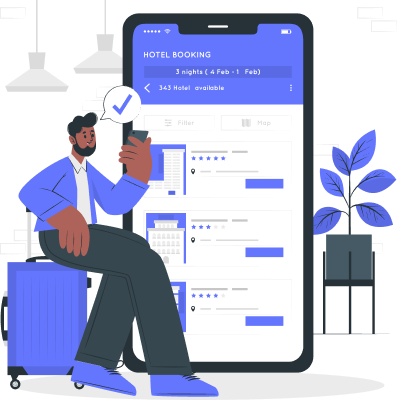 HOTEL BOOKING
3 nights ( 4 Feb - 1 Feb)
343 Hotel available
Filter
Map